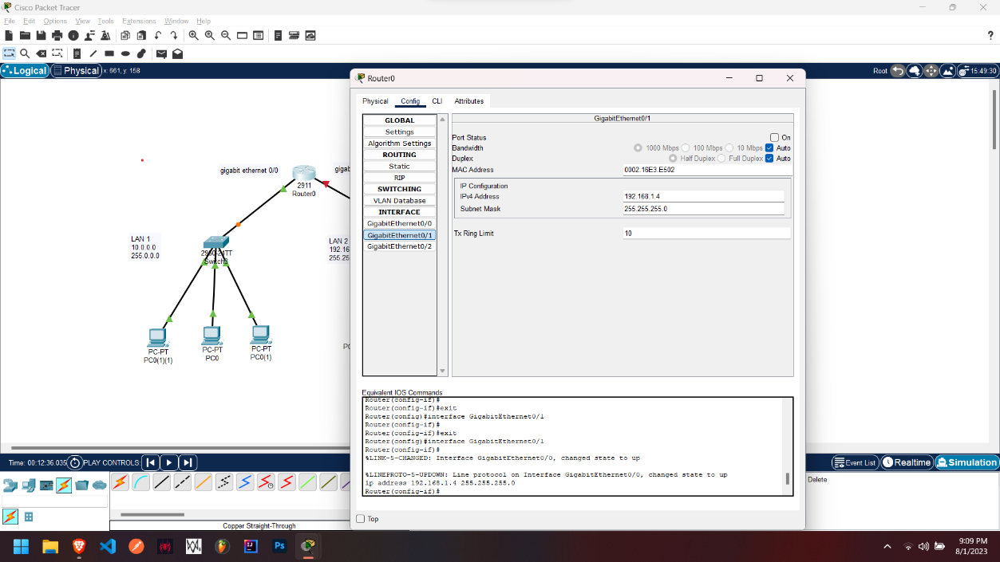 Cisco Packet Tracer
File Edit Options View Tools Extensions Window Help
?
Logical Physical x: 661, y: 158
Root 15:49:30
gigabit ethernet 0/0
gigab
2911
Router0
LAN 1
10.0.0.0
255.0.0.0
2960-24TT
LAN 2
192.16
255.25
PC-PT
PC0(1)(1)
PC-PT
PC0
PC-PT
PC0(1)
PC
Router0
Physical Config CLI Attributes
GLOBAL
Settings
Algorithm Settings
ROUTING
Static
RIP
SWITCHING
VLAN Database
INTERFACE
GigabitEthernet0/0
GigabitEthernet0/1
GigabitEthernet0/2
GigabitEthernet0/1
Port Status On
Bandwidth 1000 Mbps 100 Mbps 10 Mbps Auto
Duplex Half Duplex Full Duplex Auto
MAC Address 0002.16E3.E502
IP Configuration
IPv4 Address 192.168.1.4
Subnet Mask 255.255.255.0
Tx Ring Limit 10
Equivalent IOS Commands
Router(config-if)#
Router(config-if)#exit
Router(config)#interface GigabitEthernet0/1
Router(config-if)#
Router(config-if)#exit
Router(config)#interface GigabitEthernet0/1
Router(config-if)#
%LINK-5-CHANGED: Interface GigabitEthernet0/0, changed state to up
%LINEPROTO-5-UPDOWN: Line protocol on Interface GigabitEthernet0/0, changed state to up
ip address 192.168.1.4 255.255.255.0
Router(config-if)#
Top
Time: 00:12:36.035 PLAY CONTROLS:
Event List Realtime Simulation
Delete
Copper Straight-Through
9:09 PM
8/1/2023